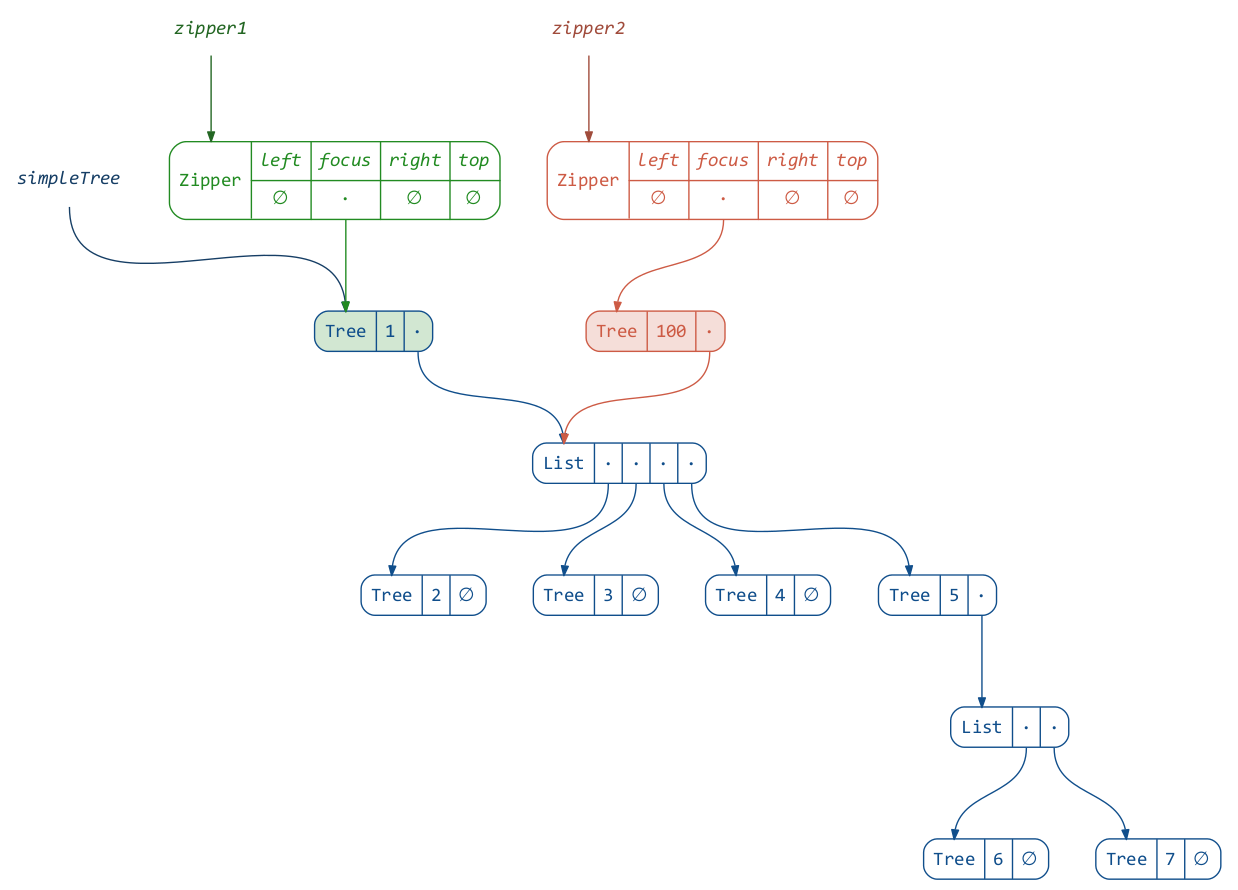 zipper1 zipper2
left focus right top left focus right top
simpleTree Zipper Zipper
∅ · ∅ ∅ ∅ · ∅ ∅
Tree 1 · Tree 100 ·
List · · · ·
Tree 2 ∅ Tree 3 ∅ Tree 4 ∅ Tree 5 ·
List · ·
Tree 6 ∅ Tree 7 ∅